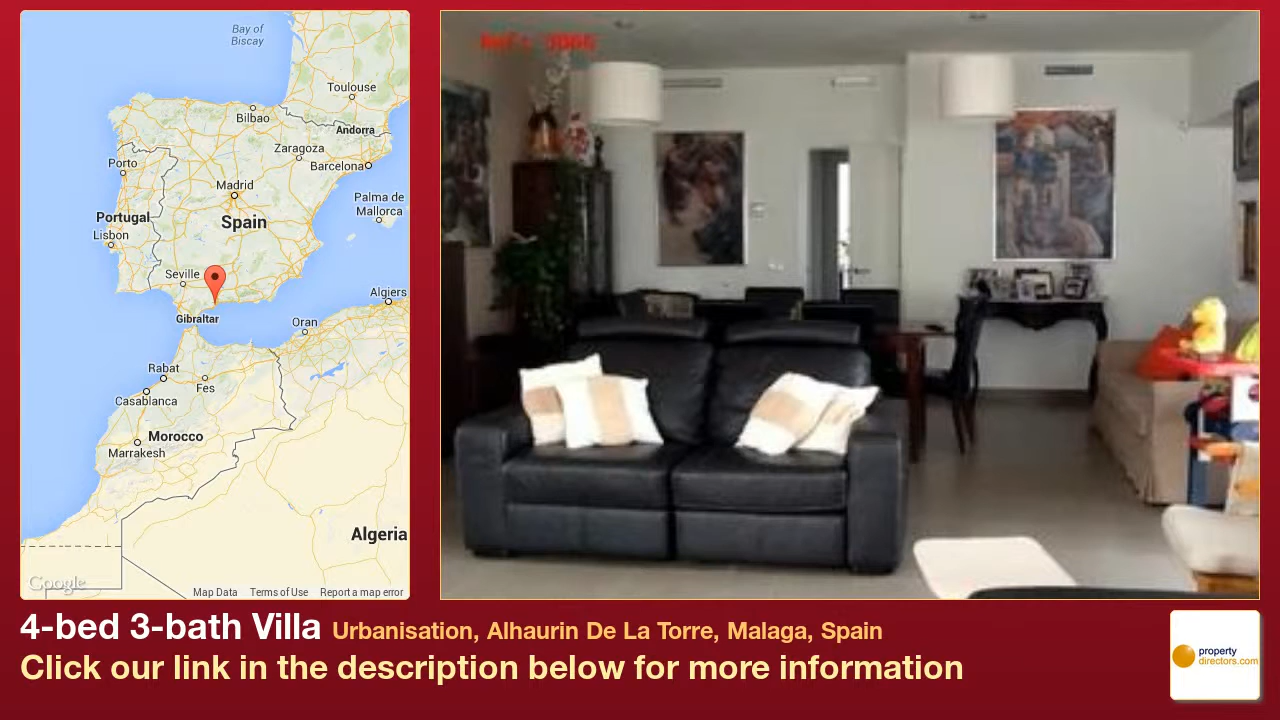 Bay of
Biscay
Toulouse
Bilbao
Andorra
Zaragoza
Porto
Barcelona
Madrid
Palma de
Mallorca
Portugal
Spain
Lisbon
Seville
Algiers
Gibraltar
Oran
Rabat
Fes
Casablanca
Morocco
Marrakesh
Algeria
Google
Map Data
Terms of Use
Report a map error
4-bed 3-bath Villa Urbanisation, Alhaurin De La Torre, Malaga, Spain
Click our link in the description below for more information
property
directors.com